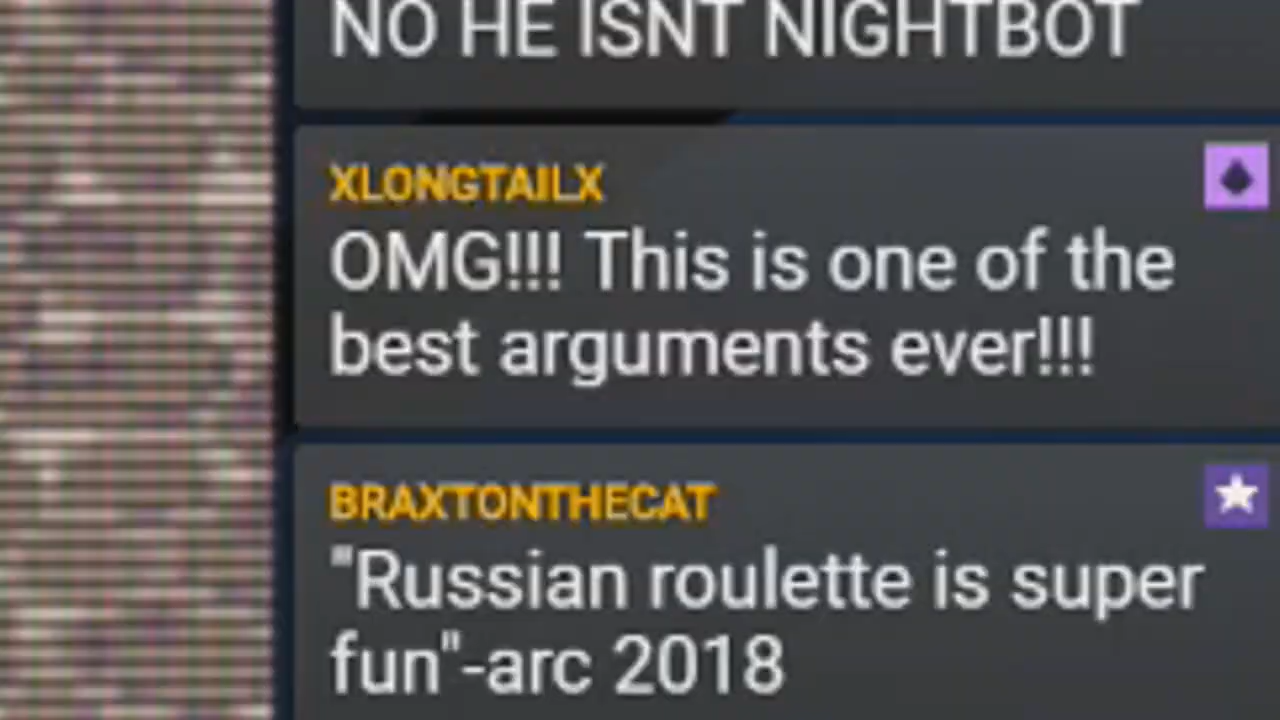 NO HE ISNT NIGHTBOT
XLONGTAILX
OMG!!! This is one of the
best arguments ever!!!
BRAXTONTHECAT
"Russian roulette is super
fun"-arc 2018